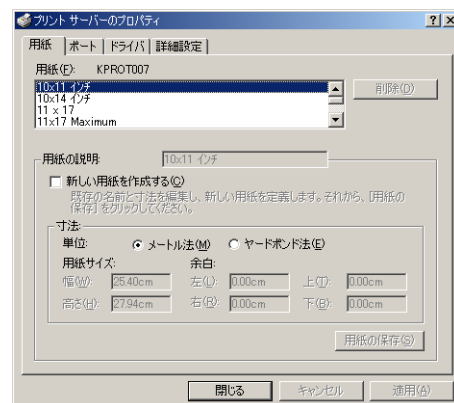 プリント サーバーのプロパティ
用紙 ポート ドライバ 詳細設定
用紙(F): KPROT007
10x11 インチ
10x14 インチ
11 x 17
11x17 Maximum
削除(D)
用紙の説明: 10x11 インチ
新しい用紙を作成する(C)
既存の名前と寸法を編集し、新しい用紙を定義します。それから、[用紙の
保存] をクリックしてください。
寸法:
単位: メートル法(M) ヤードポンド法(E)
用紙サイズ: 余白:
幅(W): 25.40cm 左(L): 0.00cm 上(T): 0.00cm
高さ(H): 27.94cm 右(R): 0.00cm 下(B): 0.00cm
用紙の保存(S)
閉じる キャンセル 適用(A)